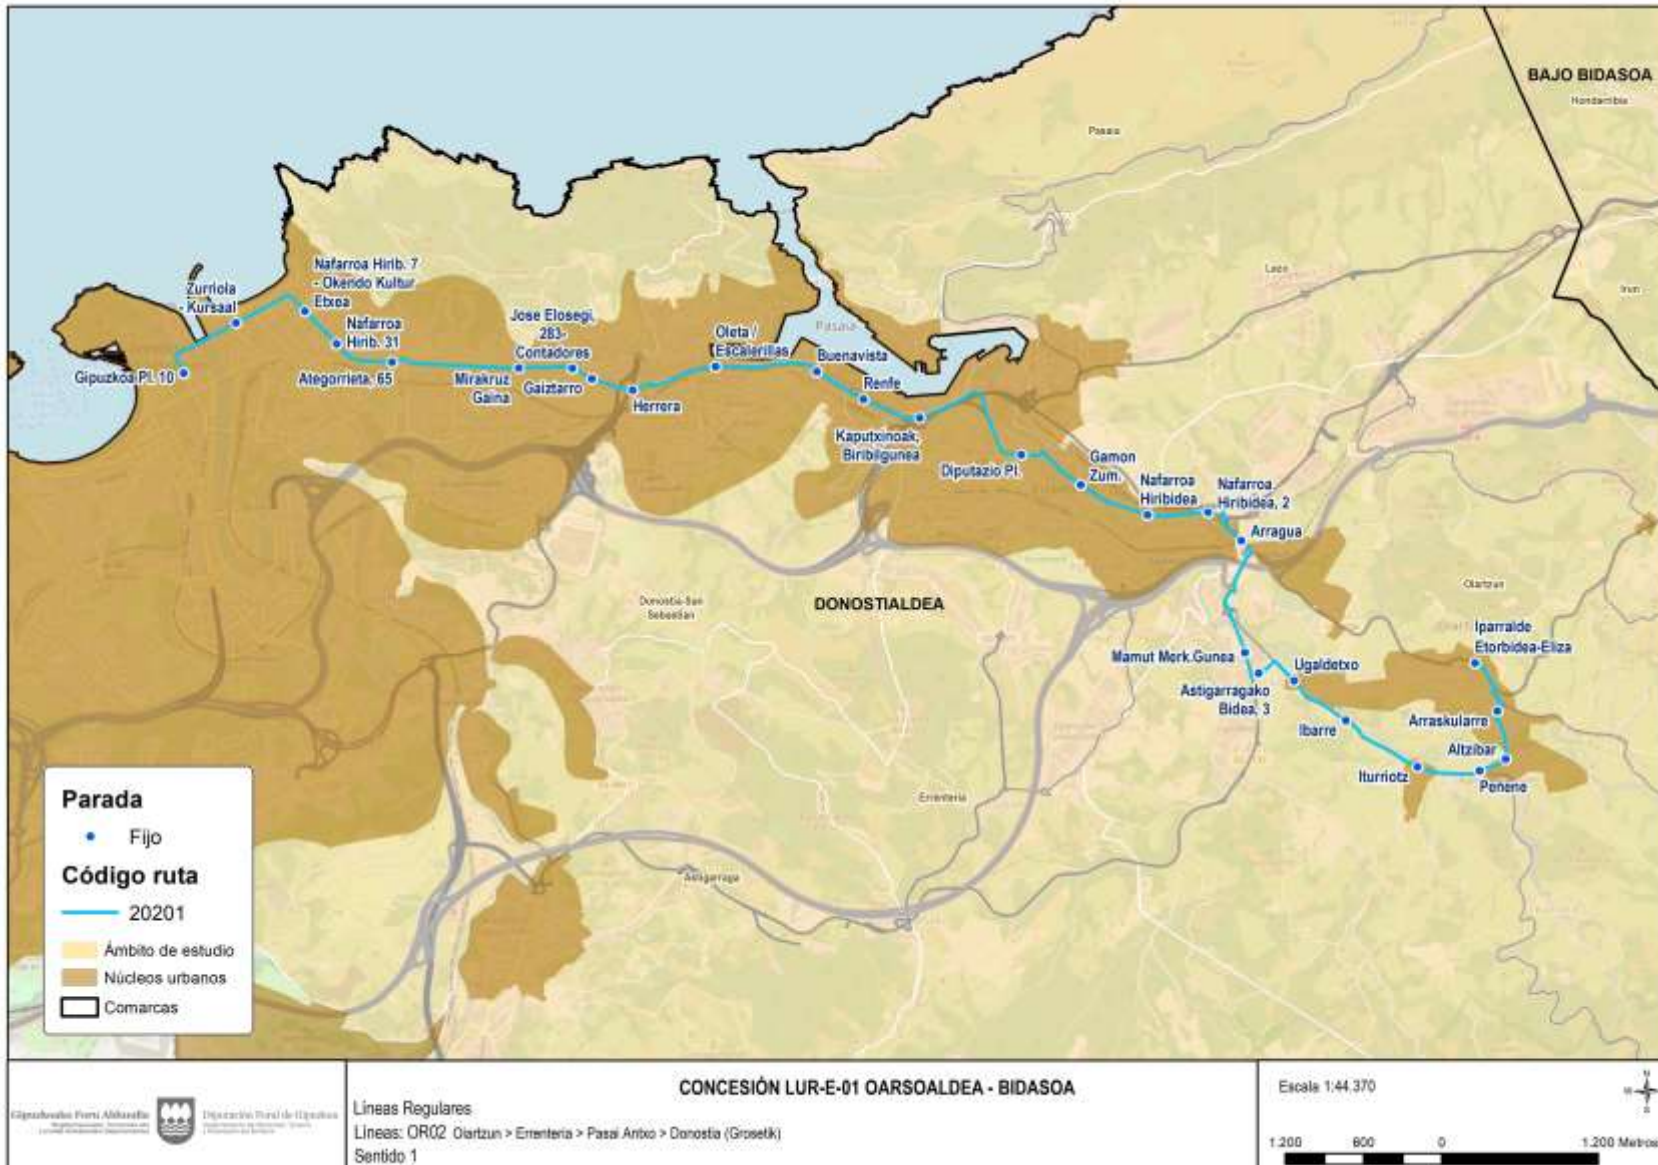 BAJO BIDASOA
Hondarribia
Pasaia
Lezo
Irun
Zurriola
- Kursaal
Nafarroa Hirib. 7
- Okendo Kultur
Etxea
Nafarroa
Hirib. 31
Gipuzkoa Pl. 10
Ategorrieta, 65
Jose Elosegi,
283-
Contadores
Mirakruz
Gaina
Gaiztarro
Herrera
Oleta /
Escalerillas
Pasaia
Buenavista
Renfe
Kaputxinoak,
Biribilgunea
Diputazio Pl.
Gamon
Zum.
Nafarroa
Hiribidea
Nafarroa
Hiribidea, 2
Arragua
Donostia-San
Sebastian
DONOSTIALDEA
Oiartzun
Iparralde
Etorbidea-Eliza
Mamut Merk.Gunea
Ugaldetxo
Astigarragako
Bidea, 3
Ibarre
Arraskularre
Altzibar
Iturriotz
Penene
Errenteria
Astigarraga
Parada
Fijo
Código ruta
20201
Ámbito de estudio
Núcleos urbanos
Comarcas
Gipuzkoako Foru Aldundia
Diputación Foral de Gipuzkoa
CONCESIÓN LUR-E-01 OARSOALDEA - BIDASOA
Líneas Regulares
Líneas: OR02 Oiartzun > Errenteria > Pasai Antxo > Donostia (Grosetik)
Sentido 1
Escala 1:44.370
N
S
1.200 600 0 1.200 Metros